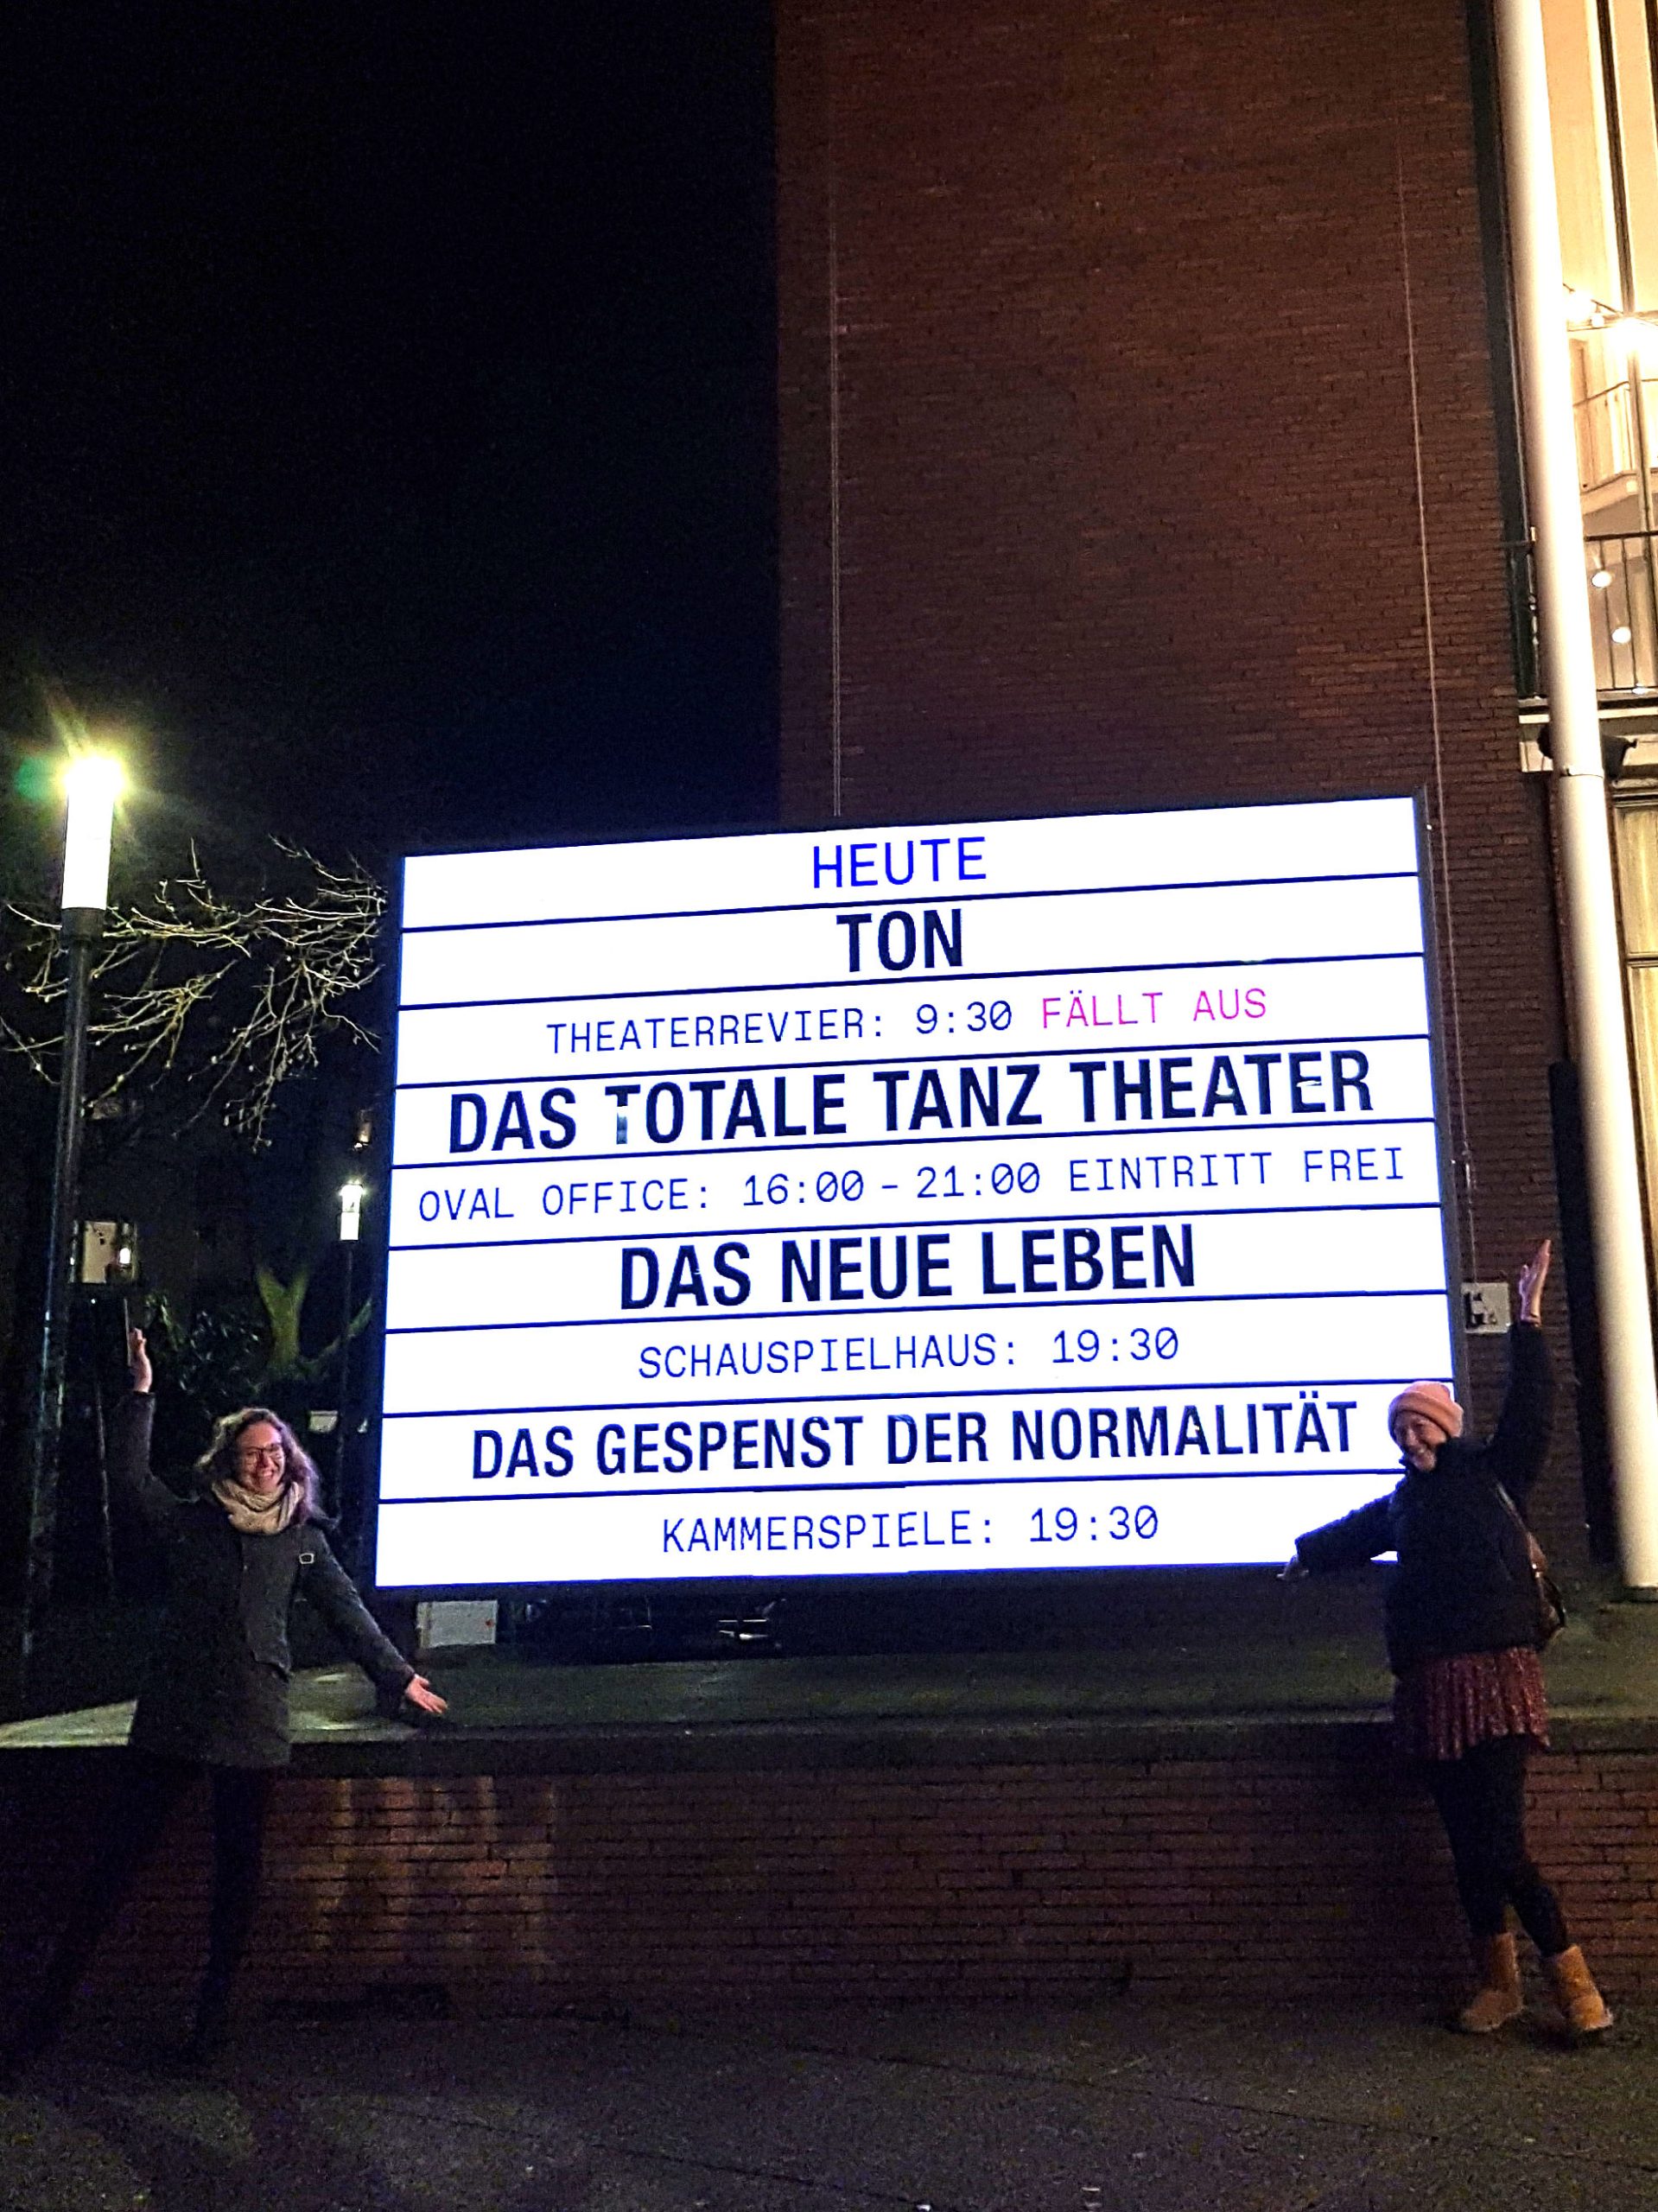 HEUTE
TON
THEATERREVIER: 9:30 FÄLLT AUS
DAS TOTALE TANZ THEATER
OVAL OFFICE: 16:00 – 21:00 EINTRITT FREI
DAS NEUE LEBEN
SCHAUSPIELHAUS: 19:30
DAS GESPENST DER NORMALITÄT
KAMMERSPIELE: 19:30